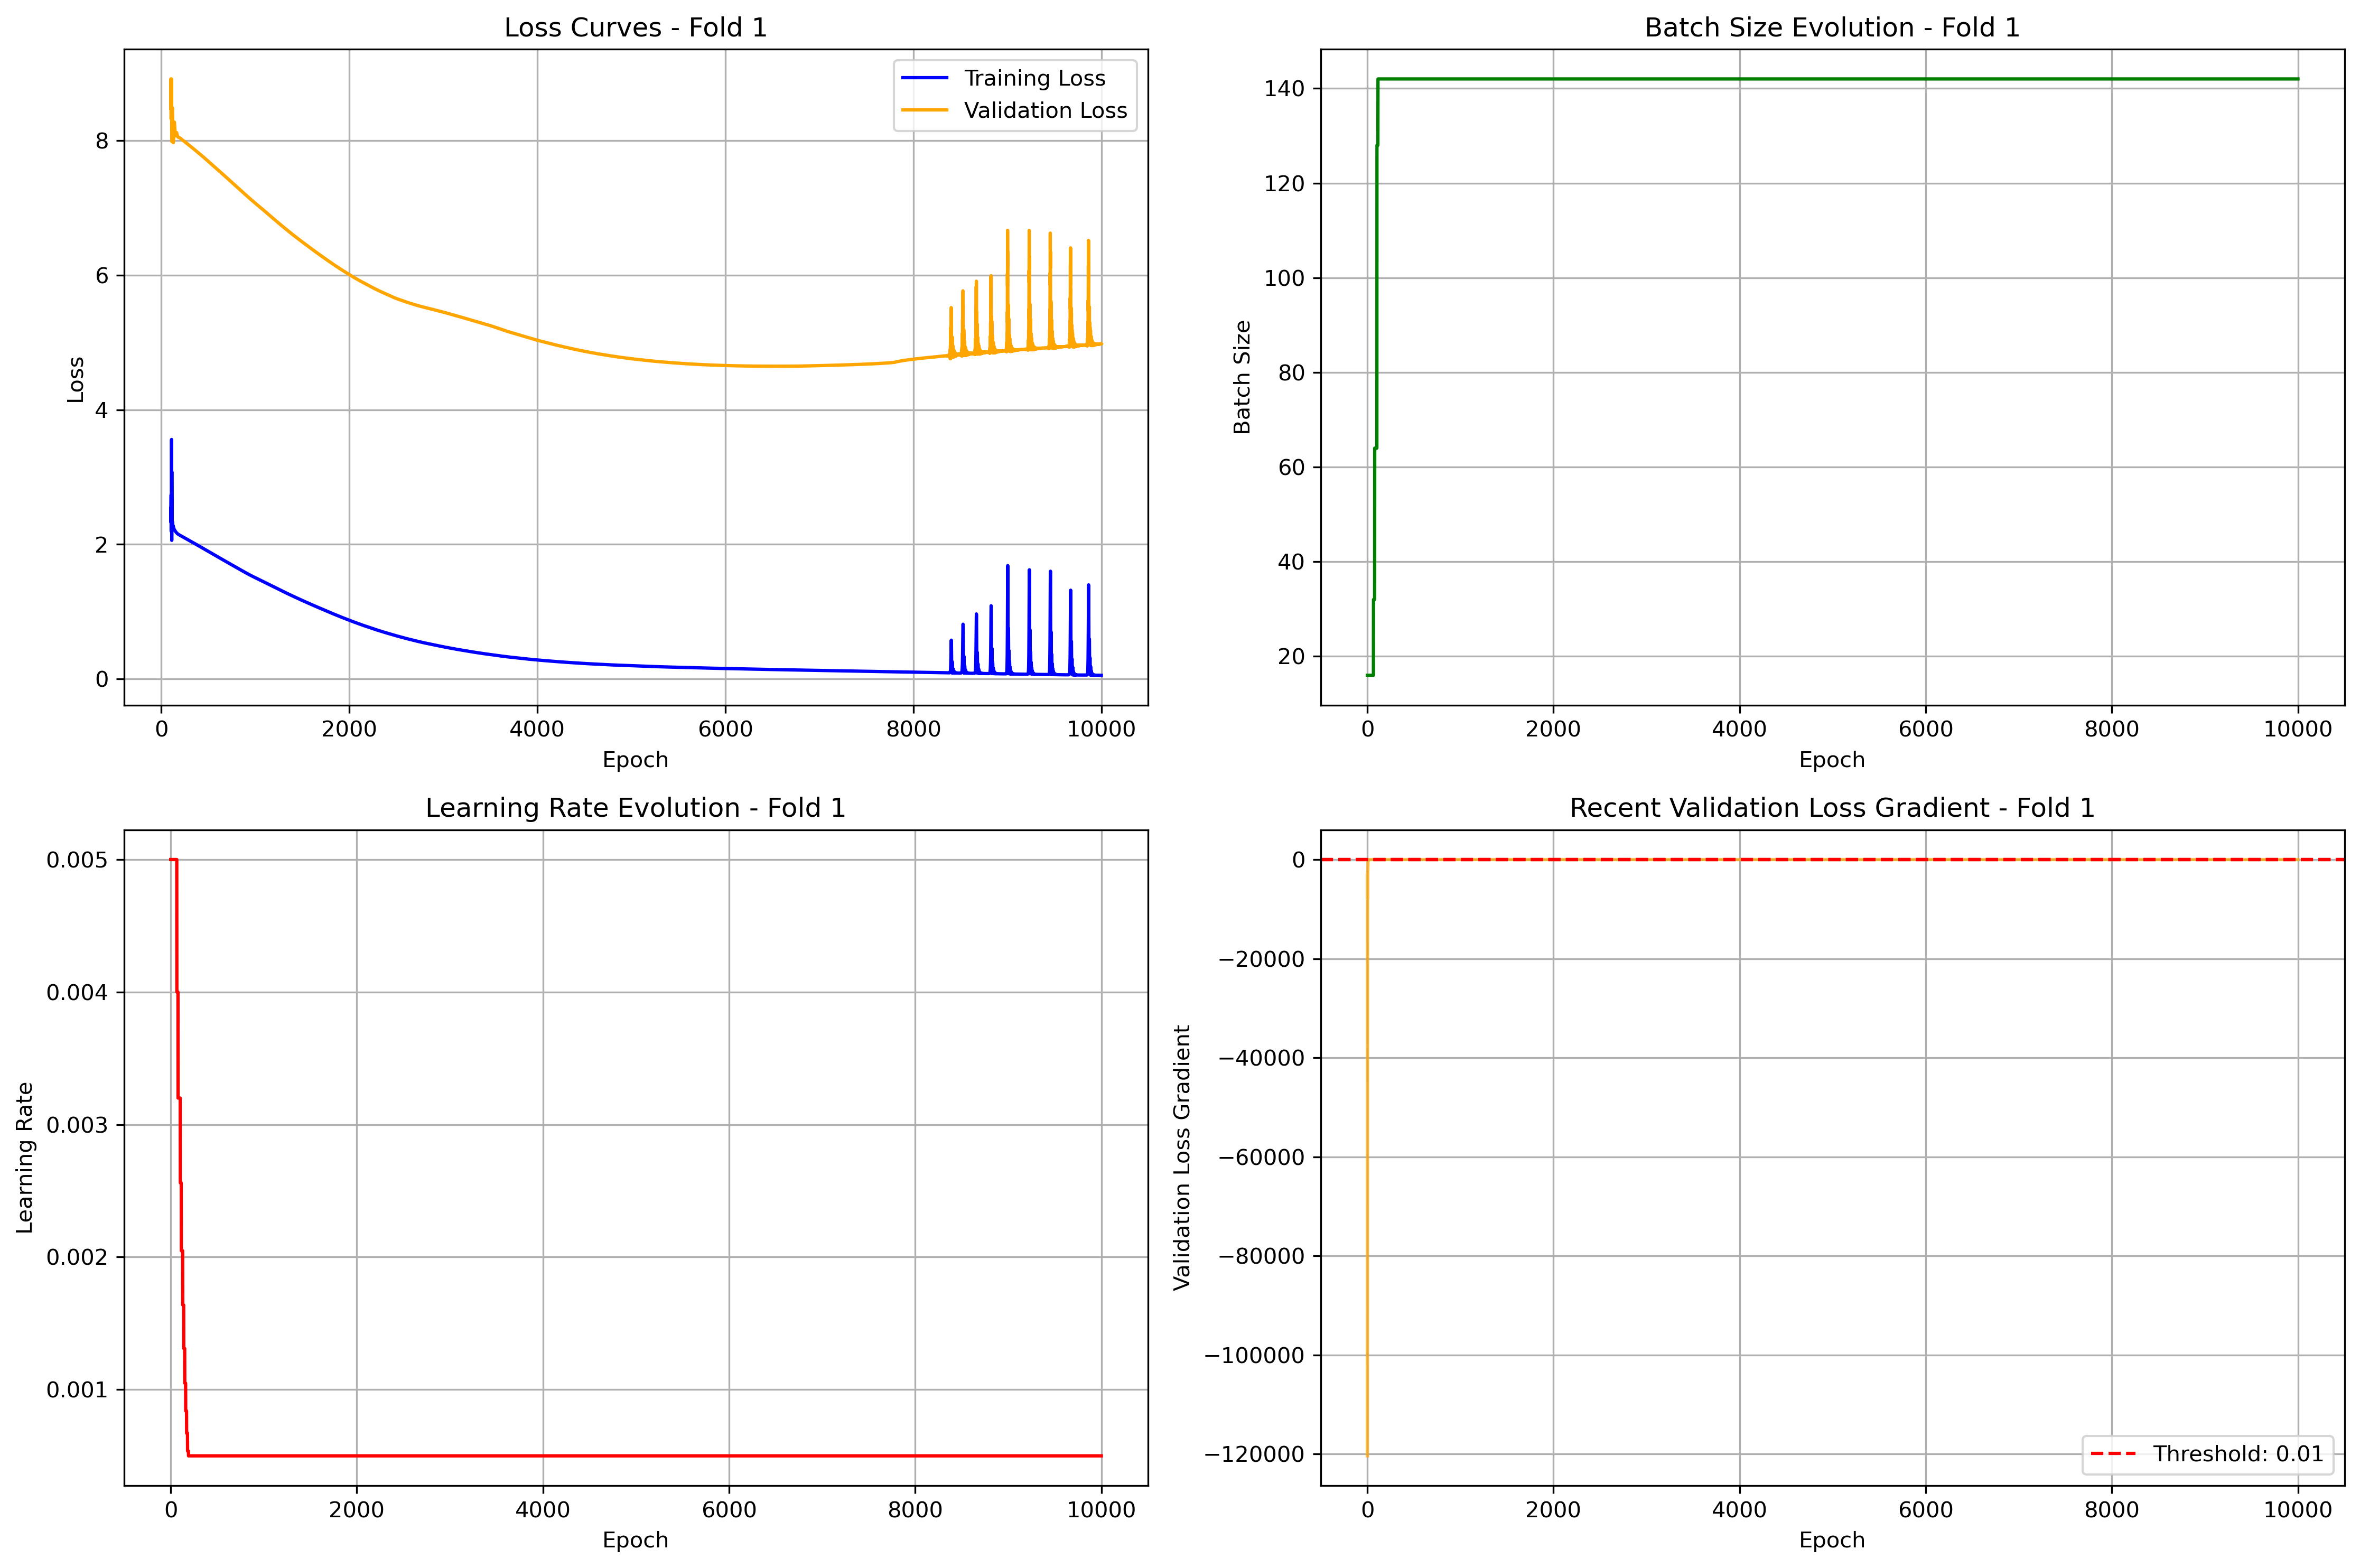 Loss Curves - Fold 1
Training Loss
Validation Loss
Loss
8
6
4
2
0
0 2000 4000 6000 8000 10000
Epoch
Batch Size Evolution - Fold 1
Batch Size
140
120
100
80
60
40
20
0 2000 4000 6000 8000 10000
Epoch
Learning Rate Evolution - Fold 1
Learning Rate
0.005
0.004
0.003
0.002
0.001
0 2000 4000 6000 8000 10000
Epoch
Recent Validation Loss Gradient - Fold 1
Validation Loss Gradient
0
−20000
−40000
−60000
−80000
−100000
−120000
Threshold: 0.01
0 2000 4000 6000 8000 10000
Epoch